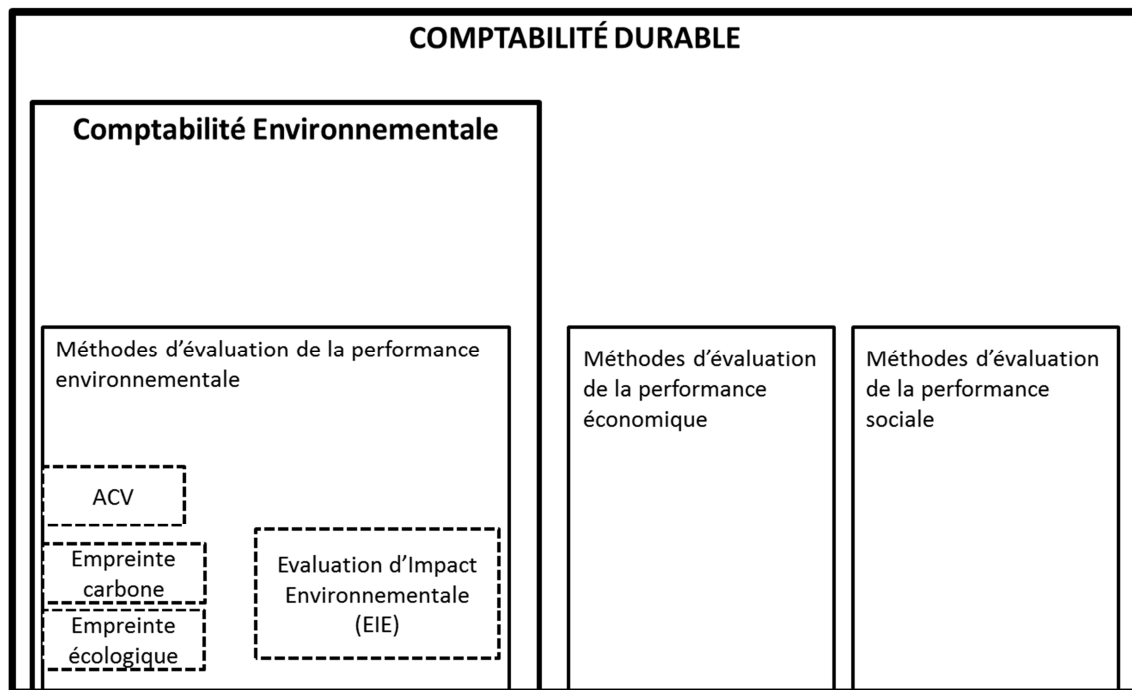 COMPTABILITÉ DURABLE
Comptabilité Environnementale
Méthodes d’évaluation de la performance
environnementale
ACV
Empreinte
carbone
Empreinte
écologique
Evaluation d’Impact
Environnementale
(EIE)
Méthodes d’évaluation
de la performance
économique
Méthodes d’évaluation
de la performance
sociale